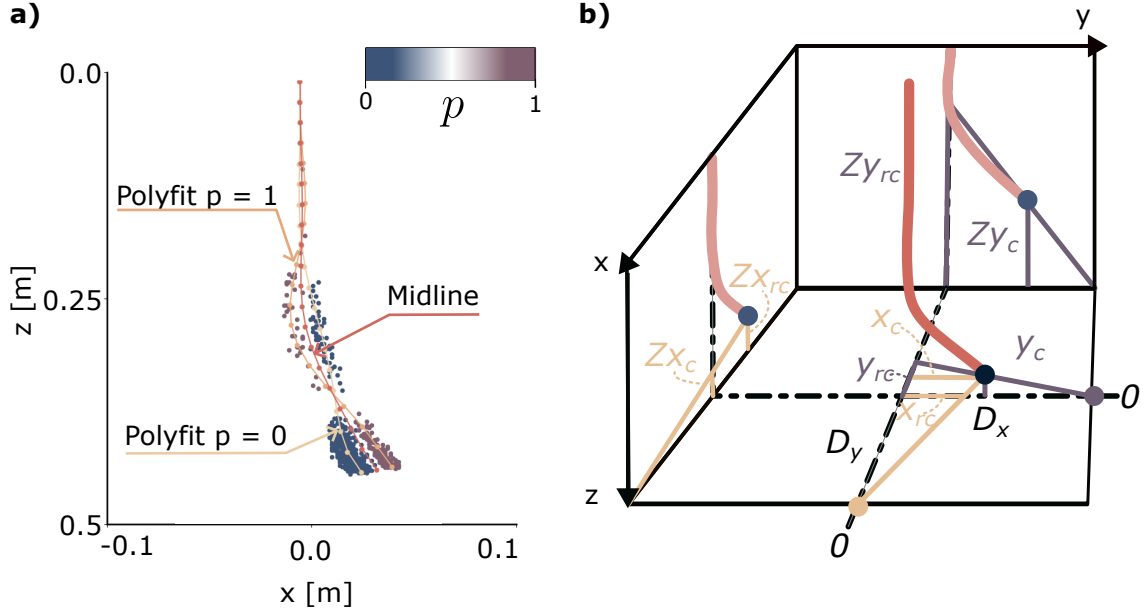 a)
0
1
p
0.0
0.25
0.5
z [m]
-0.1
0.0
0.1
x [m]
Polyfit p = 1
Midline
Polyfit p = 0
b)
y
x
z
Zy_rc
Zy_c
Zx_rc
Zx_c
x_c
y_c
y_rc
x_rc
D_x
D_y
0
0